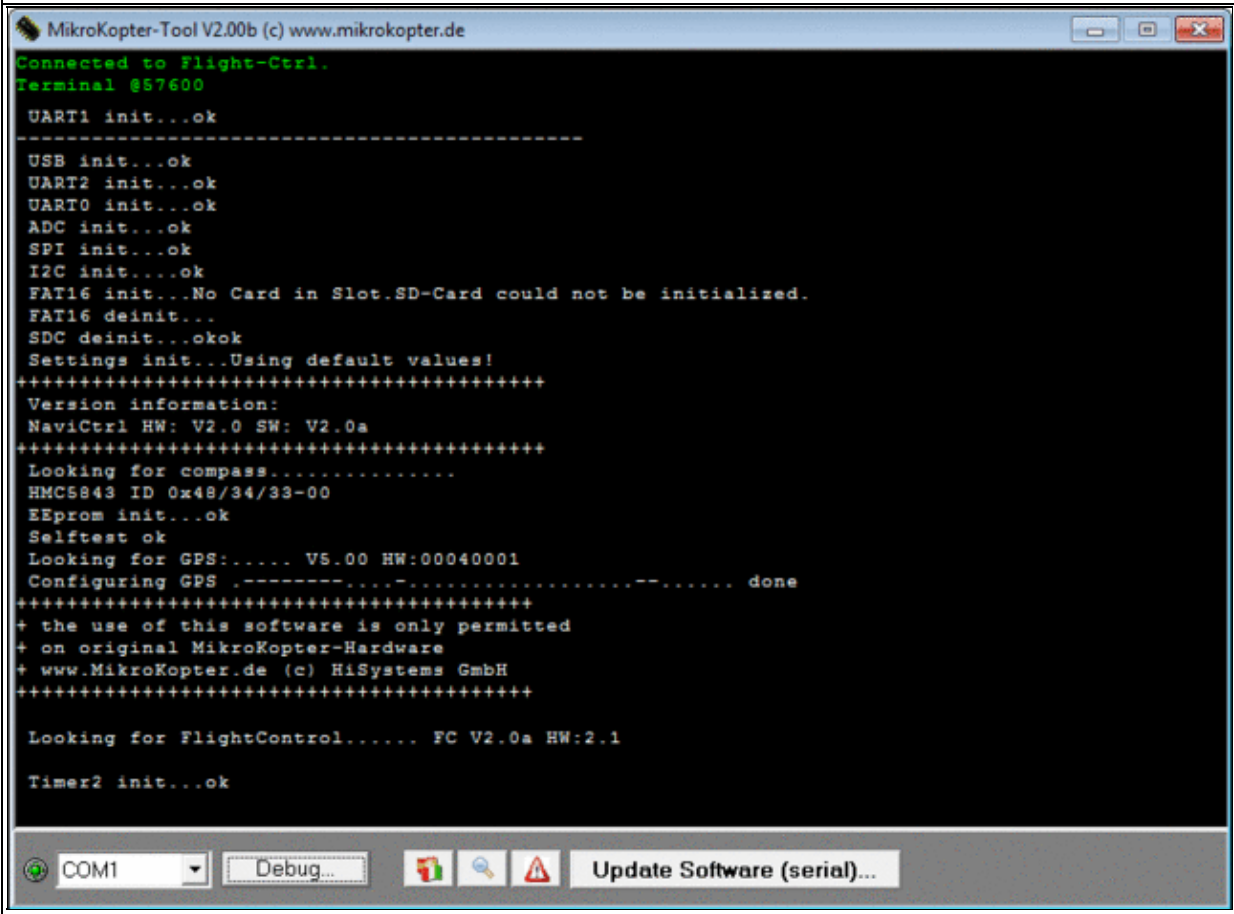 MikroKopter-Tool V2.00b (c) www.mikrokopter.de
Connected to Flight-Ctrl.
Terminal @57600
UART1 init...ok
---------------------------------------------
USB init...ok
UART2 init...ok
UART0 init...ok
ADC init...ok
SPI init...ok
I2C init....ok
FAT16 init...No Card in Slot.SD-Card could not be initialized.
FAT16 deinit...
SDC deinit...okok
Settings init...Using default values!
++++++++++++++++++++++++++++++++++++++++++
Version information:
NaviCtrl HW: V2.0 SW: V2.0a
++++++++++++++++++++++++++++++++++++++++++
Looking for compass...............
HMC5843 ID 0x48/34/33-00
EEprom init...ok
Selftest ok
Looking for GPS:..... V5.00 HW:00040001
Configuring GPS .--------....-..................--...... done
+++++++++++++++++++++++++++++++++++++++++
+ the use of this software is only permitted
+ on original MikroKopter-Hardware
+ www.MikroKopter.de (c) HiSystems GmbH
+++++++++++++++++++++++++++++++++++++++++
Looking for FlightControl...... FC V2.0a HW:2.1
Timer2 init...ok
COM1 Debug... Update Software (serial)...